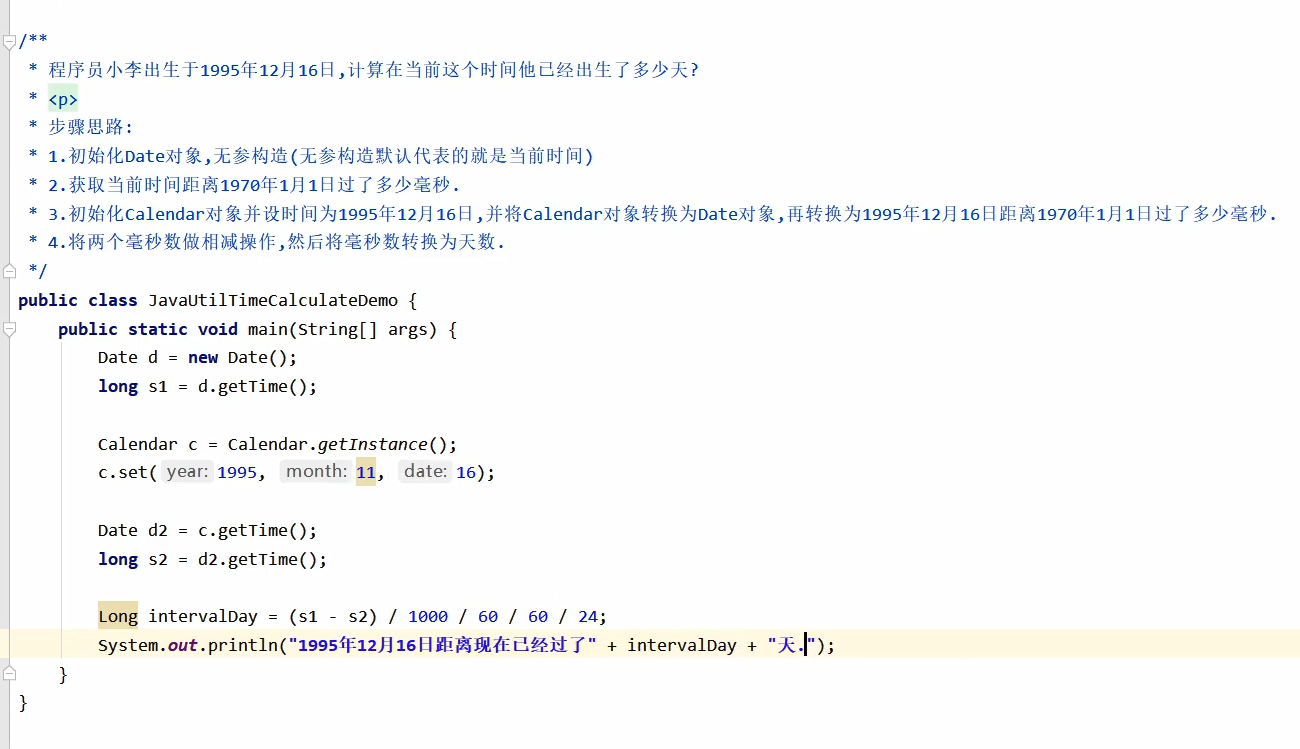 /**
 * 程序员小李出生于1995年12月16日,计算在当前这个时间他已经出生了多少天?
 * <p>
 * 步骤思路:
 * 1.初始化Date对象,无参构造(无参构造默认代表的就是当前时间)
 * 2.获取当前时间距离1970年1月1日过了多少毫秒.
 * 3.初始化Calendar对象并设时间为1995年12月16日,并将Calendar对象转换为Date对象,再转换为1995年12月16日距离1970年1月1日过了多少毫秒.
 * 4.将两个毫秒数做相减操作,然后将毫秒数转换为天数.
 */
public class JavaUtilTimeCalculateDemo {
    public static void main(String[] args) {
        Date d = new Date();
        long s1 = d.getTime();
        Calendar c = Calendar.getInstance();
        c.set( year: 1995, month: 11, date: 16);
        Date d2 = c.getTime();
        long s2 = d2.getTime();
        Long intervalDay = (s1 - s2) / 1000 / 60 / 60 / 24;
        System.out.println("1995年12月16日距离现在已经过了" + intervalDay + "天.");
    }
}